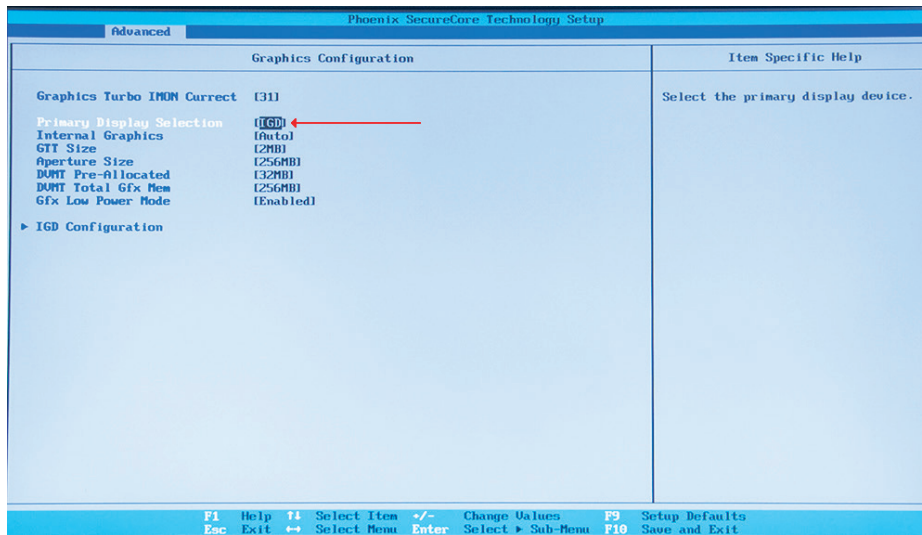 Phoenix SecureCore Technology Setup
Advanced
Graphics Configuration
Item Specific Help
Graphics Turbo IMON Currect [31]
Select the primary display device.
Primary Display Selection [IGD]
Internal Graphics [Auto]
GTT Size [2MB]
Aperture Size [256MB]
DVMT Pre-Allocated [32MB]
DVMT Total Gfx Mem [256MB]
Gfx Low Power Mode [Enabled]
▶ IGD Configuration
F1 Help ↑↓ Select Item +/- Change Values F9 Setup Defaults
Esc Exit ↔ Select Menu Enter Select ▶ Sub-Menu F10 Save and Exit